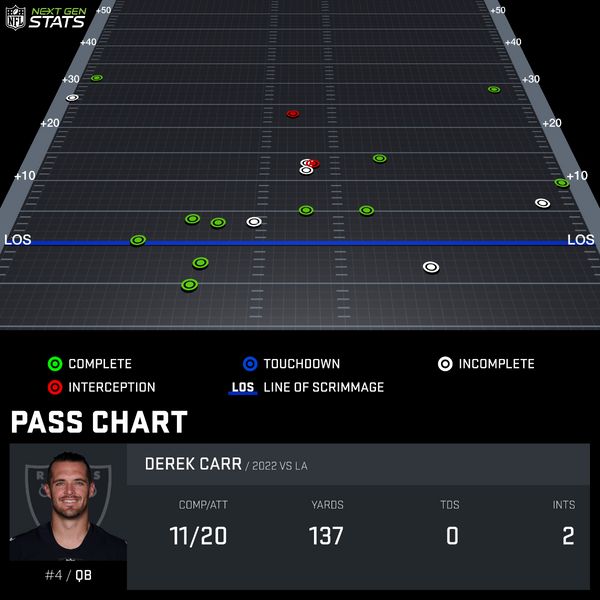 NFL NEXT GEN
STATS
+50 +50
+40 +40
+30 +30
+20 +20
+10 +10
LOS LOS
COMPLETE TOUCHDOWN INCOMPLETE
INTERCEPTION LOS LINE OF SCRIMMAGE
PASS CHART
DEREK CARR / 2022 VS LA
COMP/ATT YARDS TDS INTS
11/20 137 0 2
#4 / QB